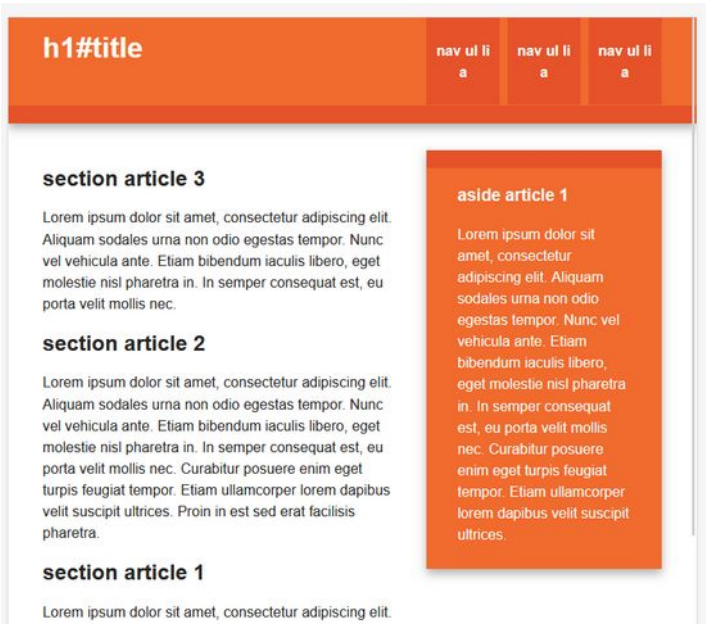 h1#title
nav ul li
a
nav ul li
a
nav ul li
a
section article 3
Lorem ipsum dolor sit amet, consectetur adipiscing elit.
Aliquam sodales urna non odio egestas tempor. Nunc
vel vehicula ante. Etiam bibendum iaculis libero, eget
molestie nisl pharetra in. In semper consequat est, eu
porta velit mollis nec.
section article 2
Lorem ipsum dolor sit amet, consectetur adipiscing elit.
Aliquam sodales urna non odio egestas tempor. Nunc
vel vehicula ante. Etiam bibendum iaculis libero, eget
molestie nisl pharetra in. In semper consequat est, eu
porta velit mollis nec. Curabitur posuere enim eget
turpis feugiat tempor. Etiam ullamcorper lorem dapibus
velit suscipit ultrices. Proin in est sed erat facilisis
pharetra.
section article 1
Lorem ipsum dolor sit amet, consectetur adipiscing elit.
aside article 1
Lorem ipsum dolor sit
amet, consectetur
adipiscing elit. Aliquam
sodales urna non odio
egestas tempor. Nunc vel
vehicula ante. Etiam
bibendum iaculis libero,
eget molestie nisl pharetra
in. In semper consequat
est, eu porta velit mollis
nec. Curabitur posuere
enim eget turpis feugiat
tempor. Etiam ullamcorper
lorem dapibus velit suscipit
ultrices.